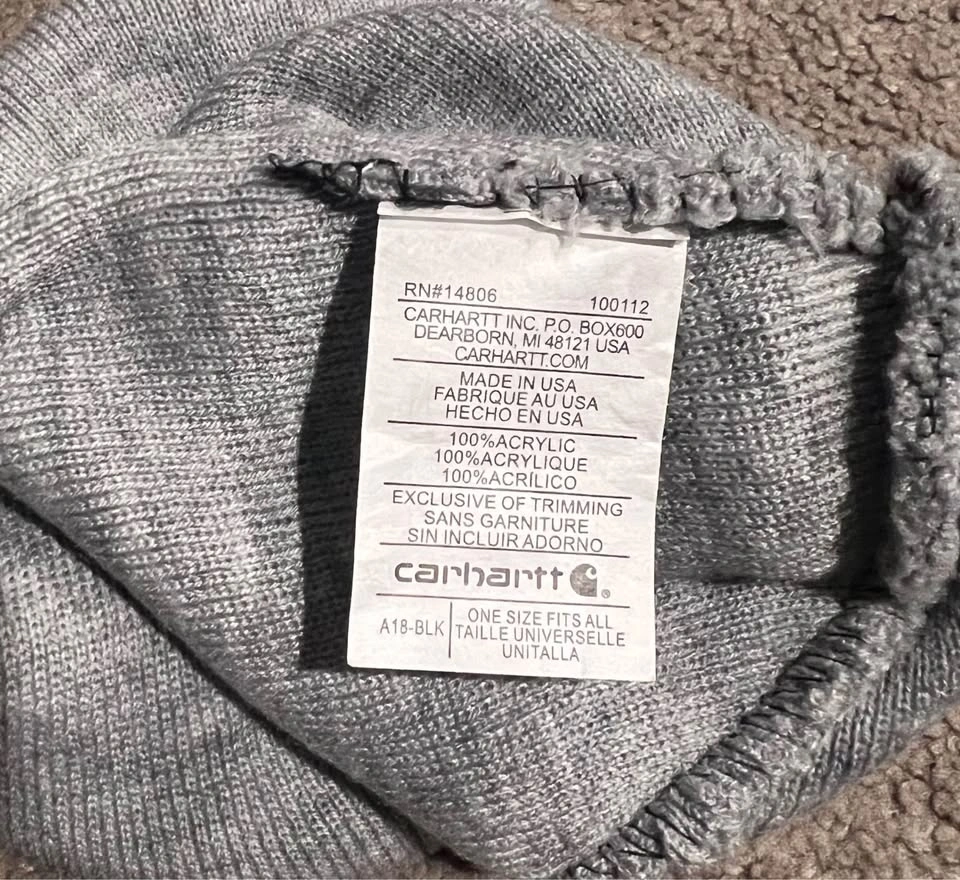 RN#14806 100112
CARHARTT INC. P.O. BOX600
DEARBORN, MI 48121 USA
CARHARTT.COM
MADE IN USA
FABRIQUE AU USA
HECHO EN USA
100%ACRYLIC
100%ACRYLIQUE
100%ACRÍLICO
EXCLUSIVE OF TRIMMING
SANS GARNITURE
SIN INCLUIR ADORNO
carhartt ®
A18-BLK
ONE SIZE FITS ALL
TAILLE UNIVERSELLE
UNITALLA